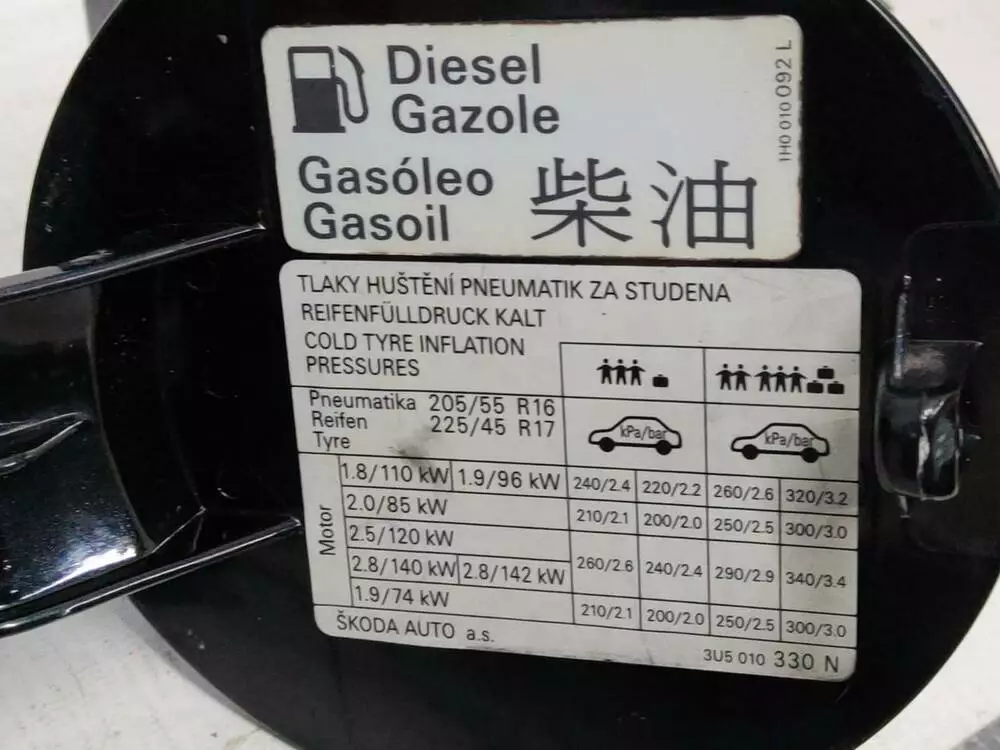 Diesel
Gazole
Gasóleo
Gasoil
柴油
1H0 010 092 L
TLAKY HUŠTĚNÍ PNEUMATIK ZA STUDENA
REIFENFÜLLDRUCK KALT
COLD TYRE INFLATION
PRESSURES
Pneumatika 205/55 R16
Reifen 225/45 R17
Tyre
kPa/bar kPa/bar
Motor
1.8/110 kW 1.9/96 kW 240/2.4 220/2.2 260/2.6 320/3.2
2.0/85 kW 210/2.1 200/2.0 250/2.5 300/3.0
2.5/120 kW
2.8/140 kW 2.8/142 kW 260/2.6 240/2.4 290/2.9 340/3.4
1.9/74 kW 210/2.1 200/2.0 250/2.5 300/3.0
ŠKODA AUTO a.s.
3U5 010 330 N